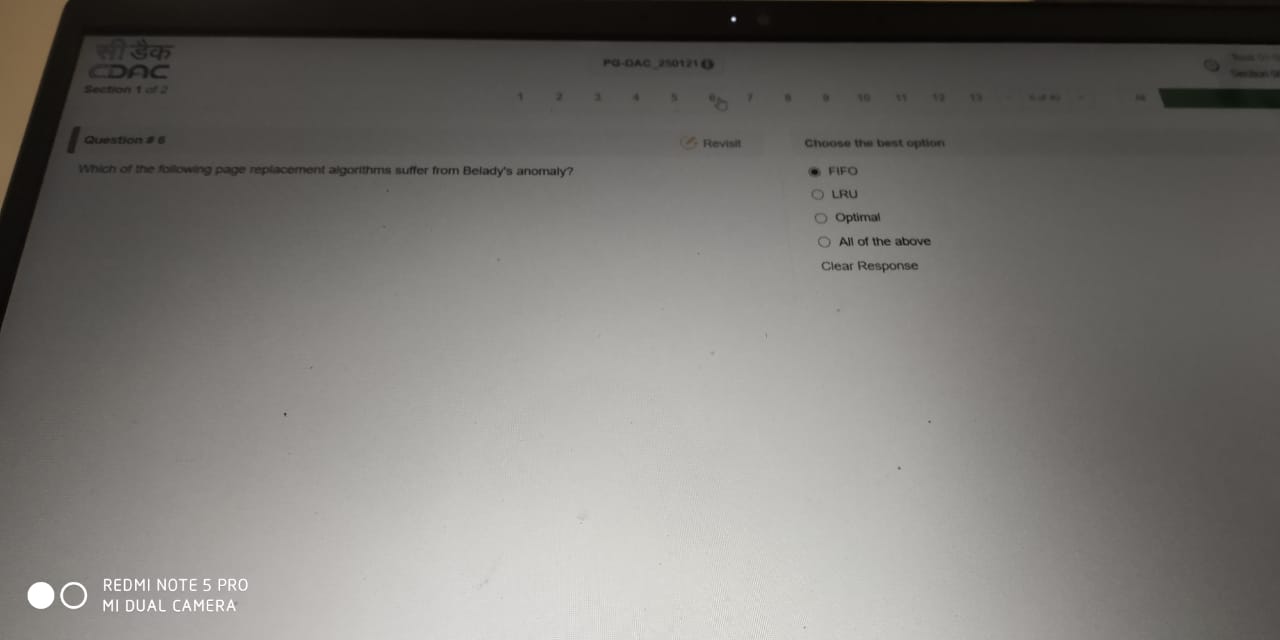 सी डैक
CDAC
Section 1 of 2
PG-DAC_250121
1 2 3 4 5 6 7 8 9 10 11 12 13
Question # 6
Revisit
Which of the following page replacement algorithms suffer from Belady's anomaly?
Choose the best option
FIFO
LRU
Optimal
All of the above
Clear Response
REDMI NOTE 5 PRO
MI DUAL CAMERA